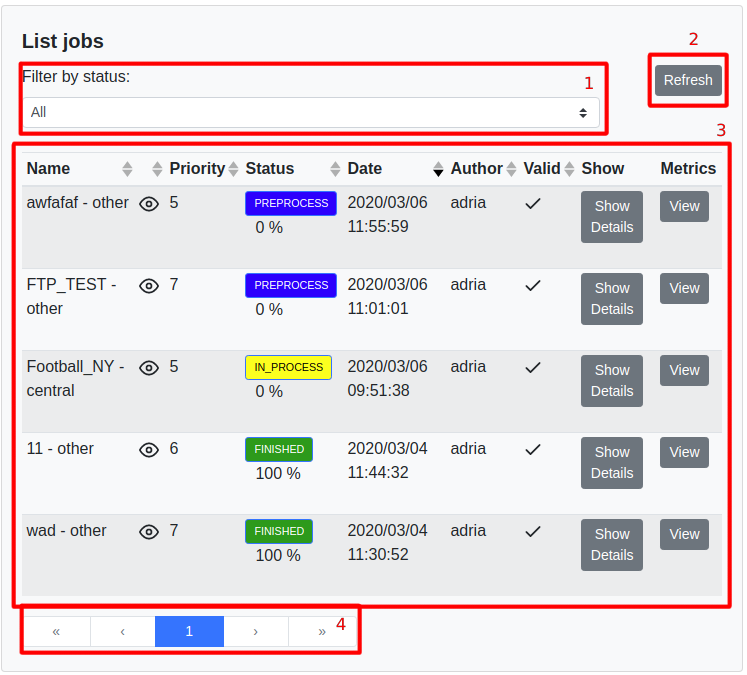 List jobs
2
Filter by status:
1
Refresh
All
3
Name Priority Status Date Author Valid Show Metrics
awfafaf - other 5 PREPROCESS 2020/03/06 adria Show View
0 % 11:55:59 Details
FTP_TEST - 7 PREPROCESS 2020/03/06 adria Show View
other 0 % 11:01:01 Details
Football_NY - 5 IN_PROCESS 2020/03/06 adria Show View
central 0 % 09:51:38 Details
11 - other 6 FINISHED 2020/03/04 adria Show View
100 % 11:44:32 Details
wad - other 7 FINISHED 2020/03/04 adria Show View
100 % 11:30:52 Details
« ‹ 1 › » 4